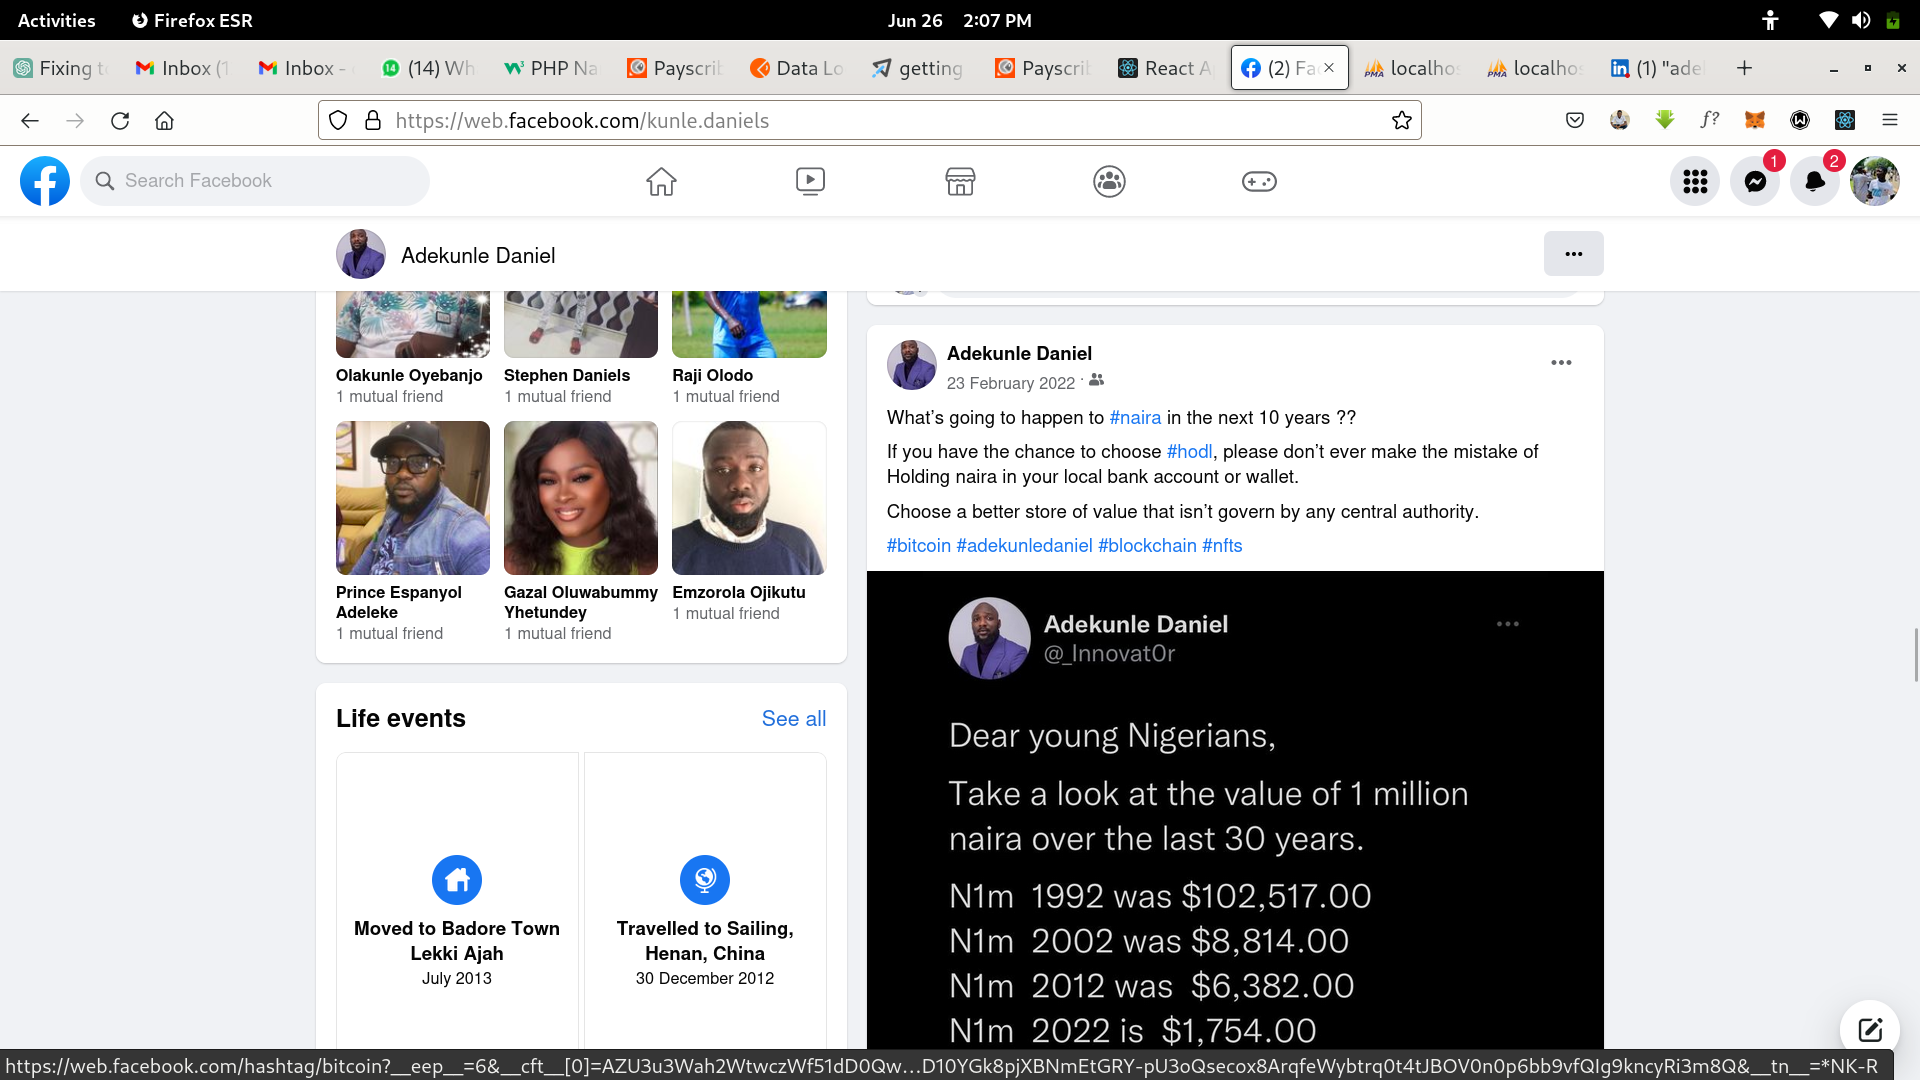 Activities
Firefox ESR
Jun 26 2:07 PM
Fixing t
Inbox (1
Inbox -
(14) Wh
PHP Na
Payscrib
Data Lo
getting
Payscrib
React A
(2) Fa
localhos
localhos
(1) "ade
https://web.facebook.com/kunle.daniels
f?
Search Facebook
1
2
Adekunle Daniel
Olakunle Oyebanjo
1 mutual friend
Stephen Daniels
1 mutual friend
Raji Olodo
1 mutual friend
Prince Espanyol
Adeleke
1 mutual friend
Gazal Oluwabummy
Yhetundey
1 mutual friend
Emzorola Ojikutu
1 mutual friend
Life events
See all
Moved to Badore Town
Lekki Ajah
July 2013
Travelled to Sailing,
Henan, China
30 December 2012
Adekunle Daniel
23 February 2022 ·
What’s going to happen to #naira in the next 10 years ??
If you have the chance to choose #hodl, please don’t ever make the mistake of
Holding naira in your local bank account or wallet.
Choose a better store of value that isn’t govern by any central authority.
#bitcoin #adekunledaniel #blockchain #nfts
Adekunle Daniel
@_Innovat0r
Dear young Nigerians,
Take a look at the value of 1 million
naira over the last 30 years.
N1m 1992 was $102,517.00
N1m 2002 was $8,814.00
N1m 2012 was $6,382.00
N1m 2022 is $1,754.00
https://web.facebook.com/hashtag/bitcoin?__eep__=6&__cft__[0]=AZU3u3Wah2WtwczWf51dD0Qw…D10YGk8pjXBNmEtGRY-pU3oQsecox8ArqfeWybtrq0t4tJBOV0n0p6bb9vfQIg9kncyRi3m8Q&__tn__=*NK-R